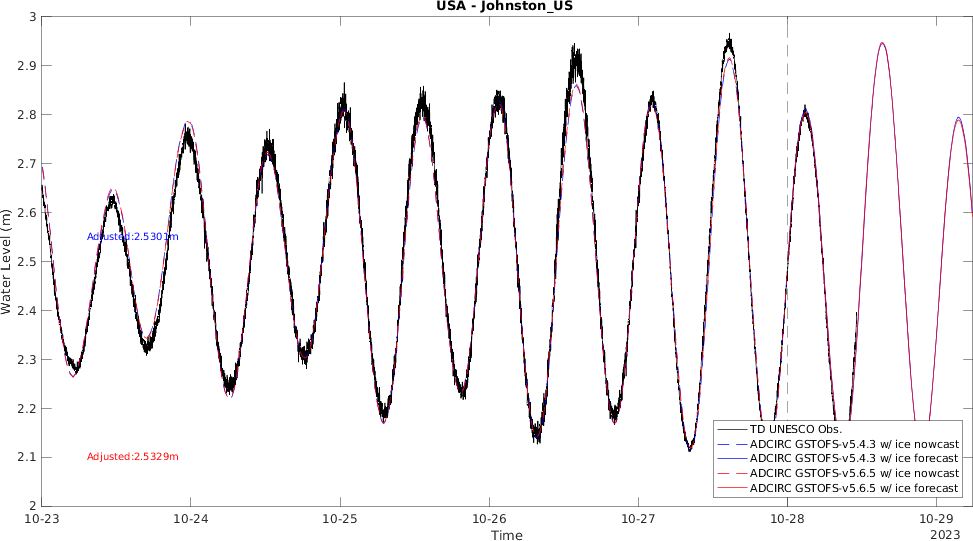 USA - Johnston_US
Water Level (m)
3
2.9
2.8
2.7
2.6
2.5
2.4
2.3
2.2
2.1
2
Adjusted:2.5301m
Adjusted:2.5329m
TD UNESCO Obs.
ADCIRC GSTOFS-v5.4.3 w/ ice nowcast
ADCIRC GSTOFS-v5.4.3 w/ ice forecast
ADCIRC GSTOFS-v5.6.5 w/ ice nowcast
ADCIRC GSTOFS-v5.6.5 w/ ice forecast
10-23 10-24 10-25 10-26 10-27 10-28 10-29
Time
2023